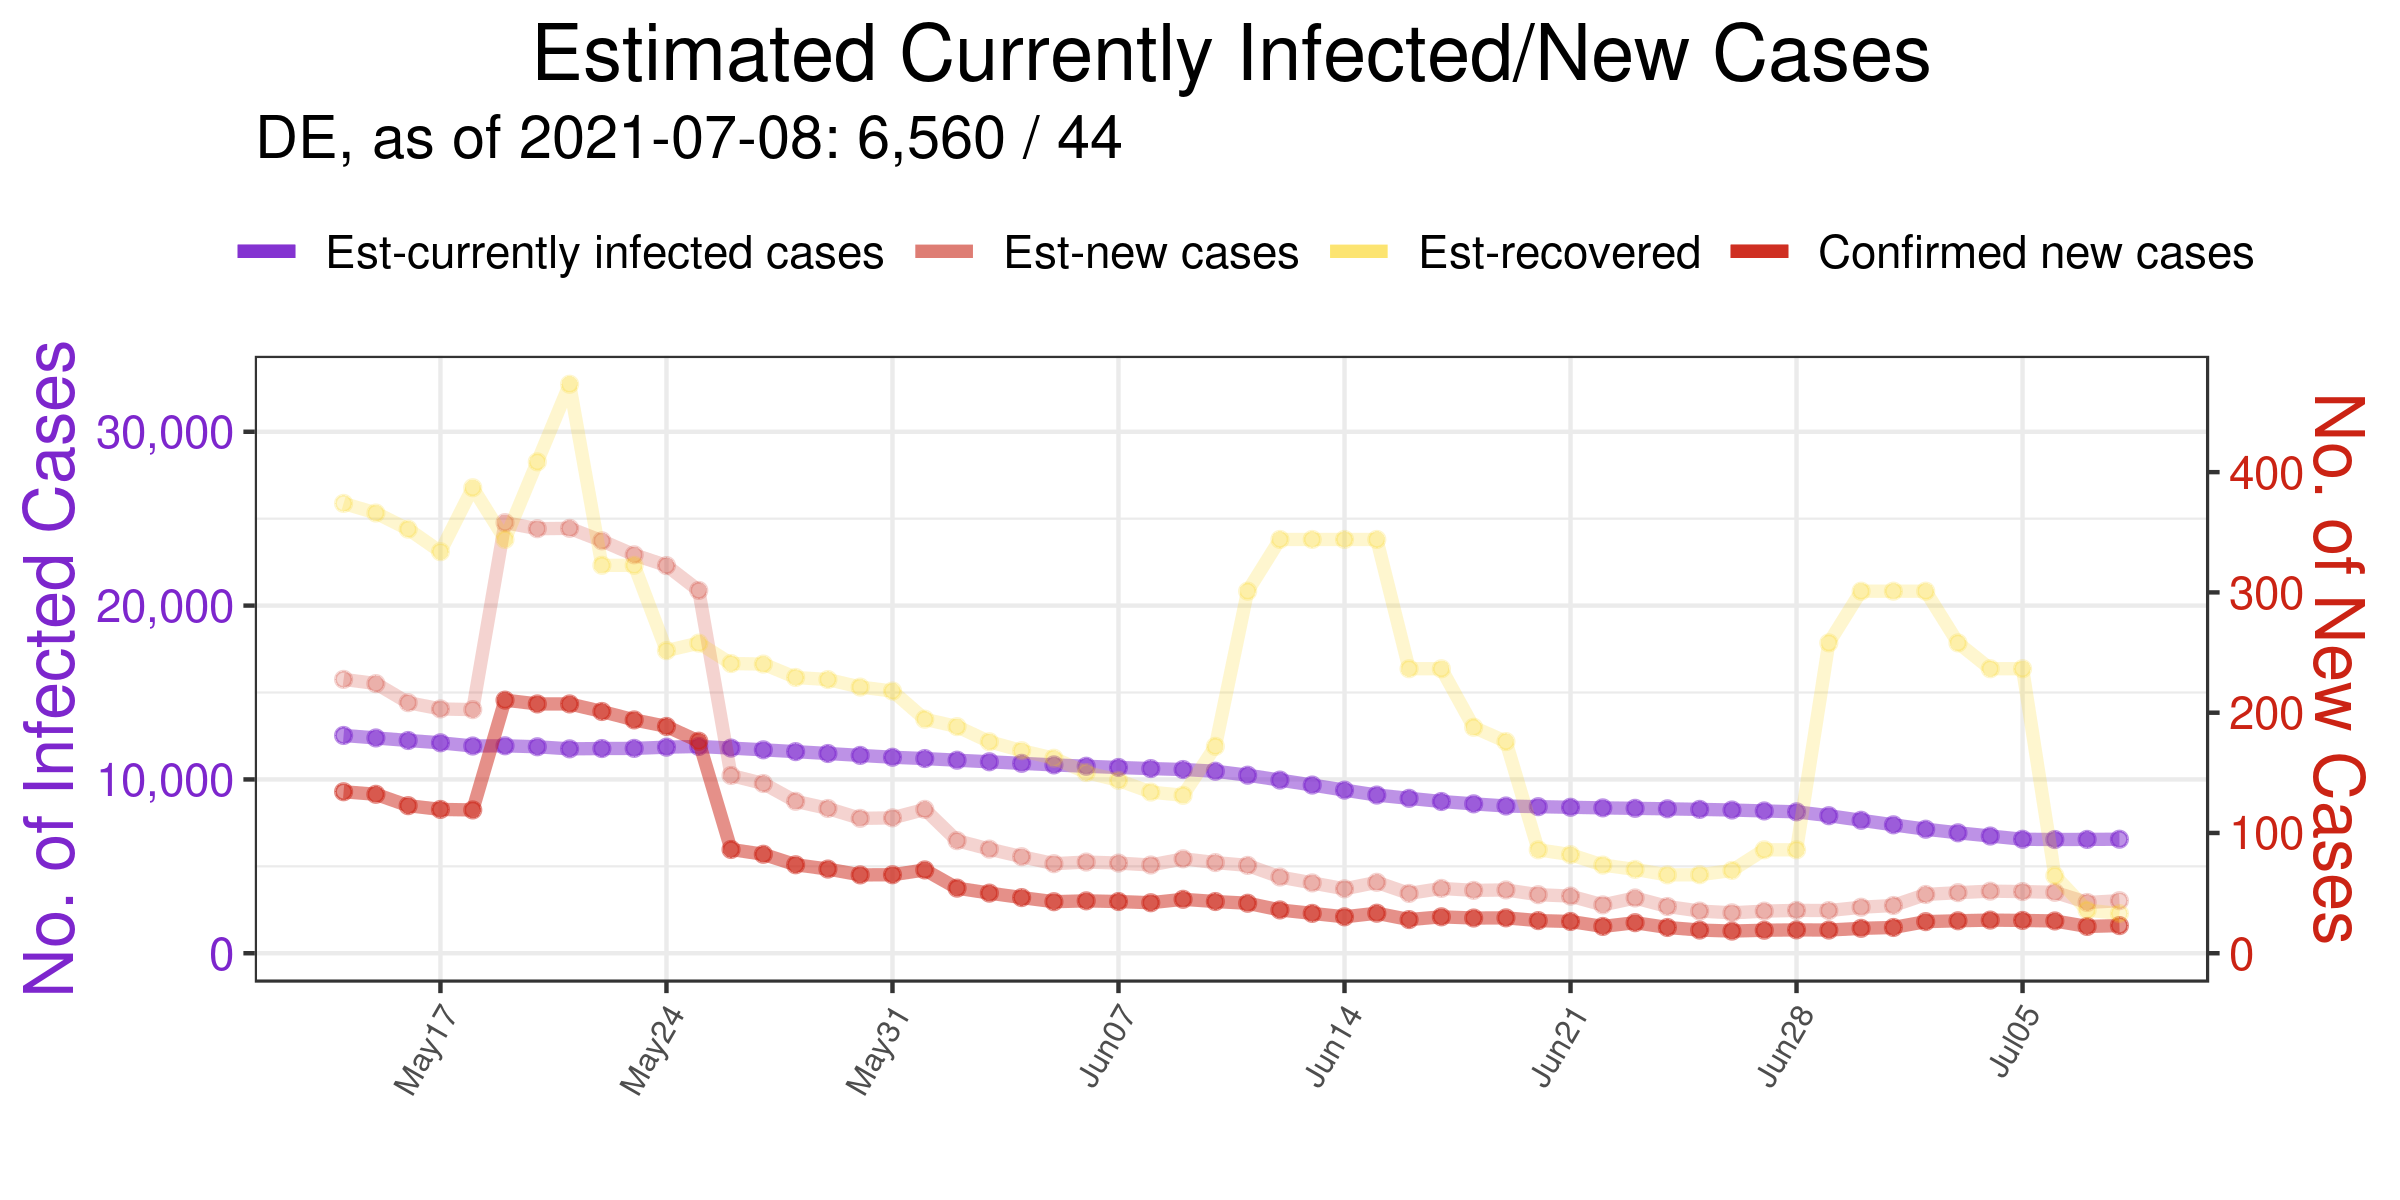 Estimated Currently Infected/New Cases
DE, as of 2021-07-08: 6,560 / 44
Est-currently infected cases Est-new cases Est-recovered Confirmed new cases
No. of Infected Cases
30,000
20,000
10,000
0
400
300
200
100
0
No. of New Cases
May17 May24 May31 Jun07 Jun14 Jun21 Jun28 Jul05